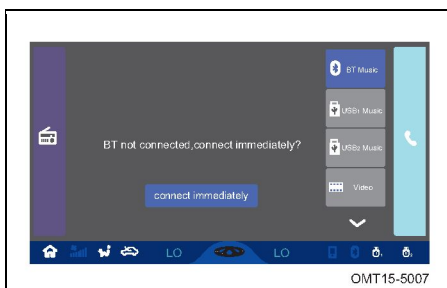 BT Music
USB1 Music
BT not connected,connect immediately?
USB2 Music
connect immediately
Video
LO
LO
OMT15-5007